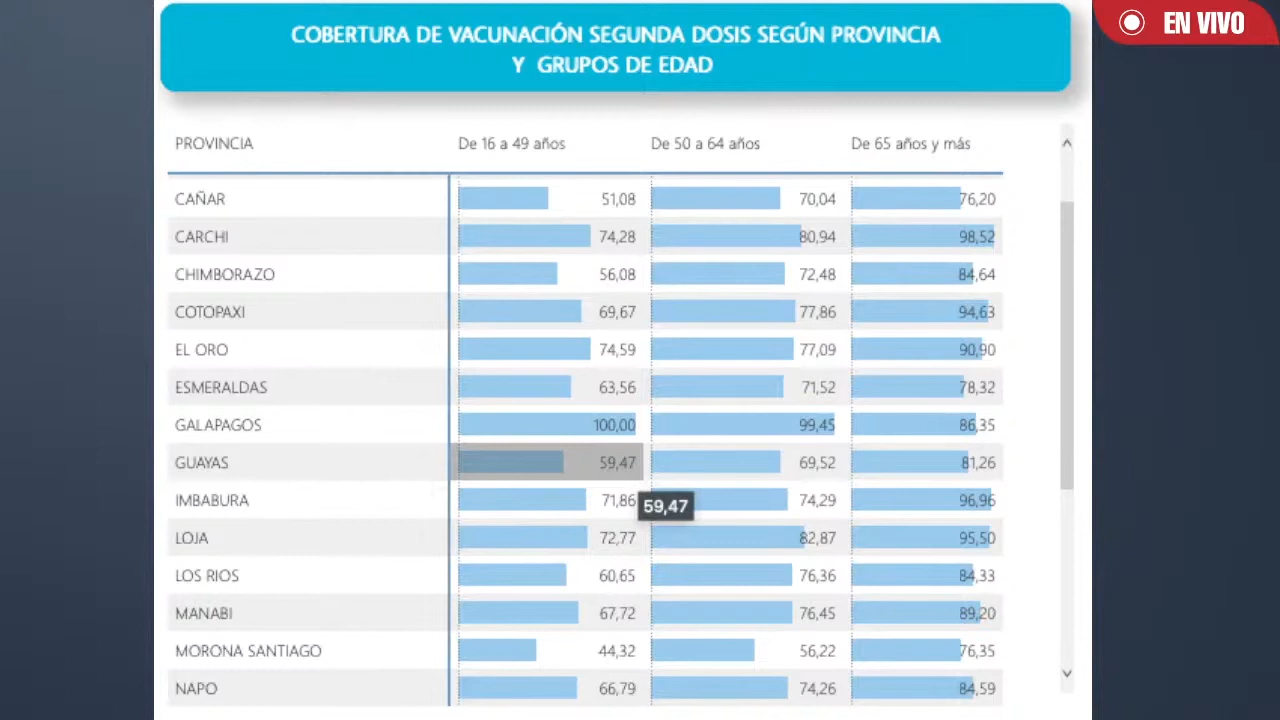 EN VIVO
COBERTURA DE VACUNACIÓN SEGUNDA DOSIS SEGÚN PROVINCIA
Y GRUPOS DE EDAD
PROVINCIA De 16 a 49 años De 50 a 64 años De 65 años y más
CAÑAR 51,08 70,04 76,20
CARCHI 74,28 80,94 98,52
CHIMBORAZO 56,08 72,48 84,64
COTOPAXI 69,67 77,86 94,63
EL ORO 74,59 77,09 90,90
ESMERALDAS 63,56 71,52 78,32
GALAPAGOS 100,00 99,45 86,35
GUAYAS 59,47 69,52 81,26
IMBABURA 71,86 74,29 96,96
59,47
LOJA 72,77 82,87 95,50
LOS RIOS 60,65 76,36 84,33
MANABI 67,72 76,45 89,20
MORONA SANTIAGO 44,32 56,22 76,35
NAPO 66,79 74,26 84,59